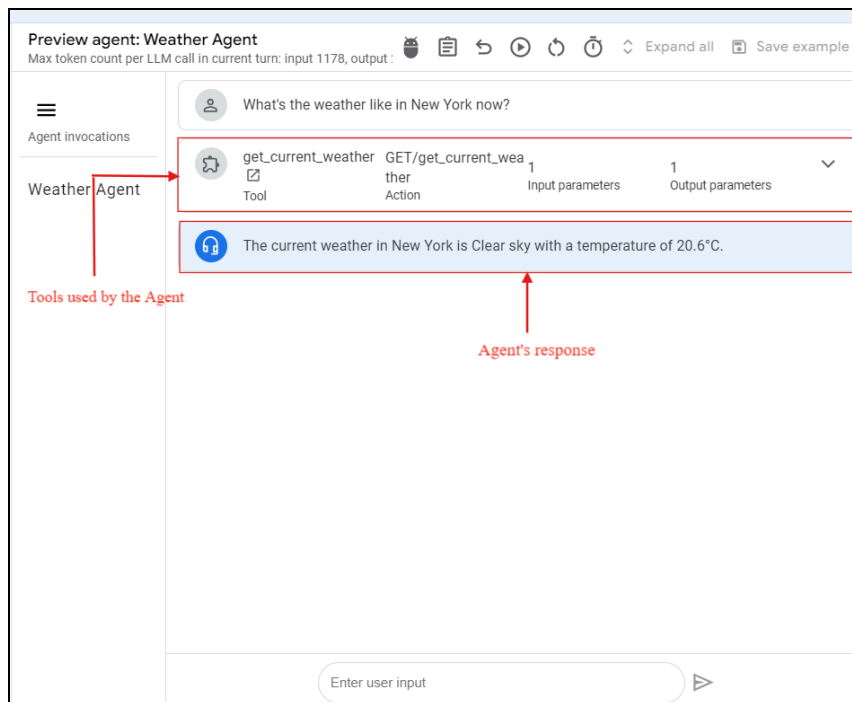 Preview agent: Weather Agent
Max token count per LLM call in current turn: input 1178, output
Expand all
Save example
Agent invocations
Weather Agent
What's the weather like in New York now?
get_current_weather
Tool
GET/get_current_wea
ther
Action
1
Input parameters
1
Output parameters
The current weather in New York is Clear sky with a temperature of 20.6°C.
Tools used by the Agent
Agent's response
Enter user input